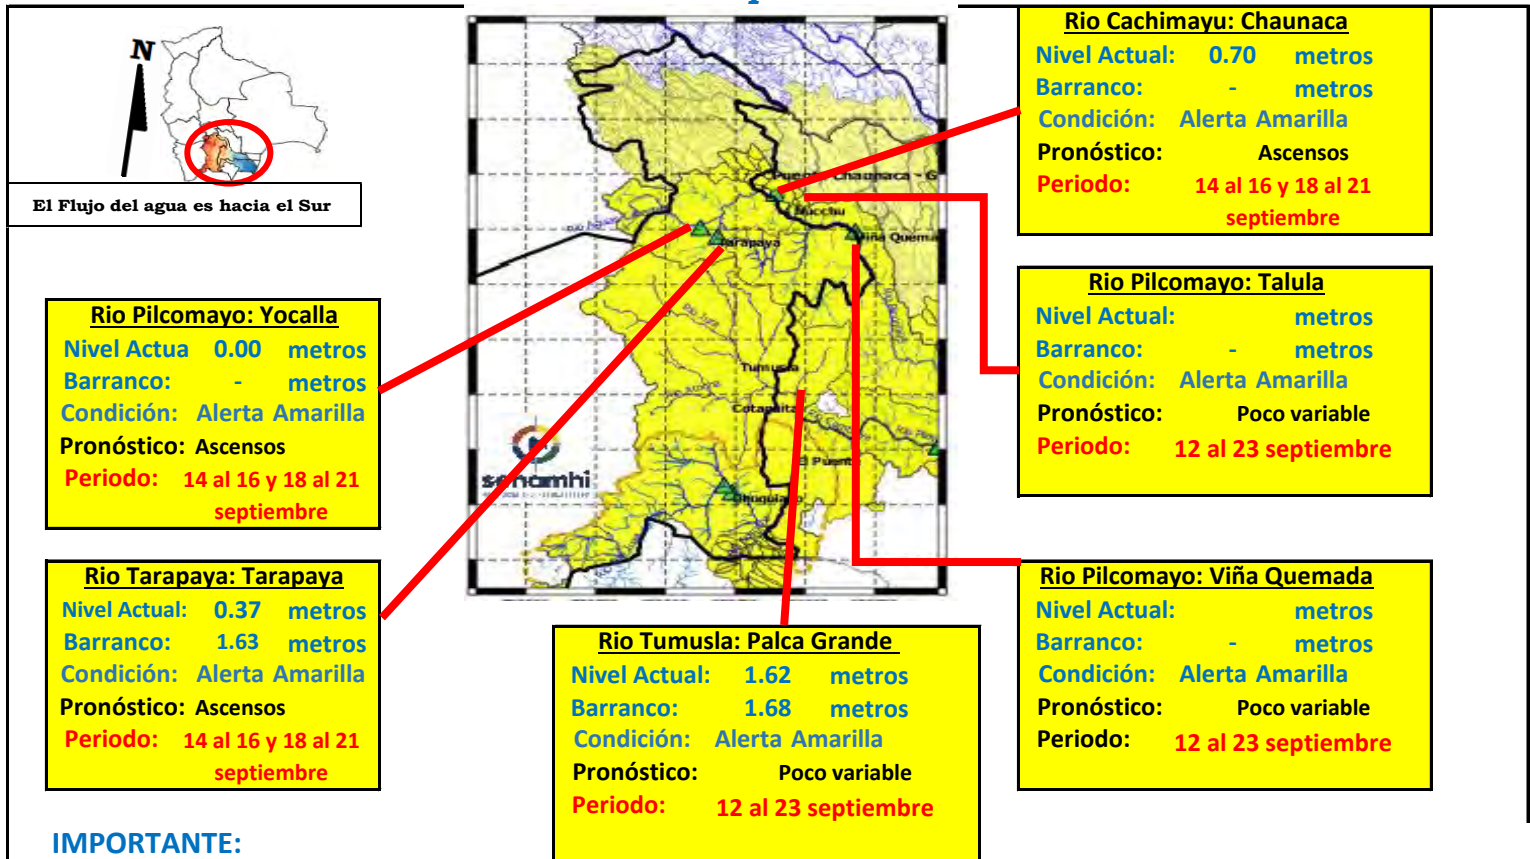 N
El Flujo del agua es hacia el Sur
Rio Pilcomayo: Yocalla
Nivel Actua 0.00 metros
Barranco: - metros
Condición: Alerta Amarilla
Pronóstico: Ascensos
Periodo: 14 al 16 y 18 al 21
septiembre
Rio Tarapaya: Tarapaya
Nivel Actual: 0.37 metros
Barranco: 1.63 metros
Condición: Alerta Amarilla
Pronóstico: Ascensos
Periodo: 14 al 16 y 18 al 21
septiembre
IMPORTANTE:
Puente Chaunaca - G
Ñucchu
Viña Quema
Tarapaya
Tumusla
Cotagaita
El Puente
Chuquiago
senamhi
Rio Tumusla: Palca Grande
Nivel Actual: 1.62 metros
Barranco: 1.68 metros
Condición: Alerta Amarilla
Pronóstico: Poco variable
Periodo: 12 al 23 septiembre
Rio Cachimayu: Chaunaca
Nivel Actual: 0.70 metros
Barranco: - metros
Condición: Alerta Amarilla
Pronóstico: Ascensos
Periodo: 14 al 16 y 18 al 21
septiembre
Rio Pilcomayo: Talula
Nivel Actual: metros
Barranco: - metros
Condición: Alerta Amarilla
Pronóstico: Poco variable
Periodo: 12 al 23 septiembre
Rio Pilcomayo: Viña Quemada
Nivel Actual: metros
Barranco: - metros
Condición: Alerta Amarilla
Pronóstico: Poco variable
Periodo: 12 al 23 septiembre